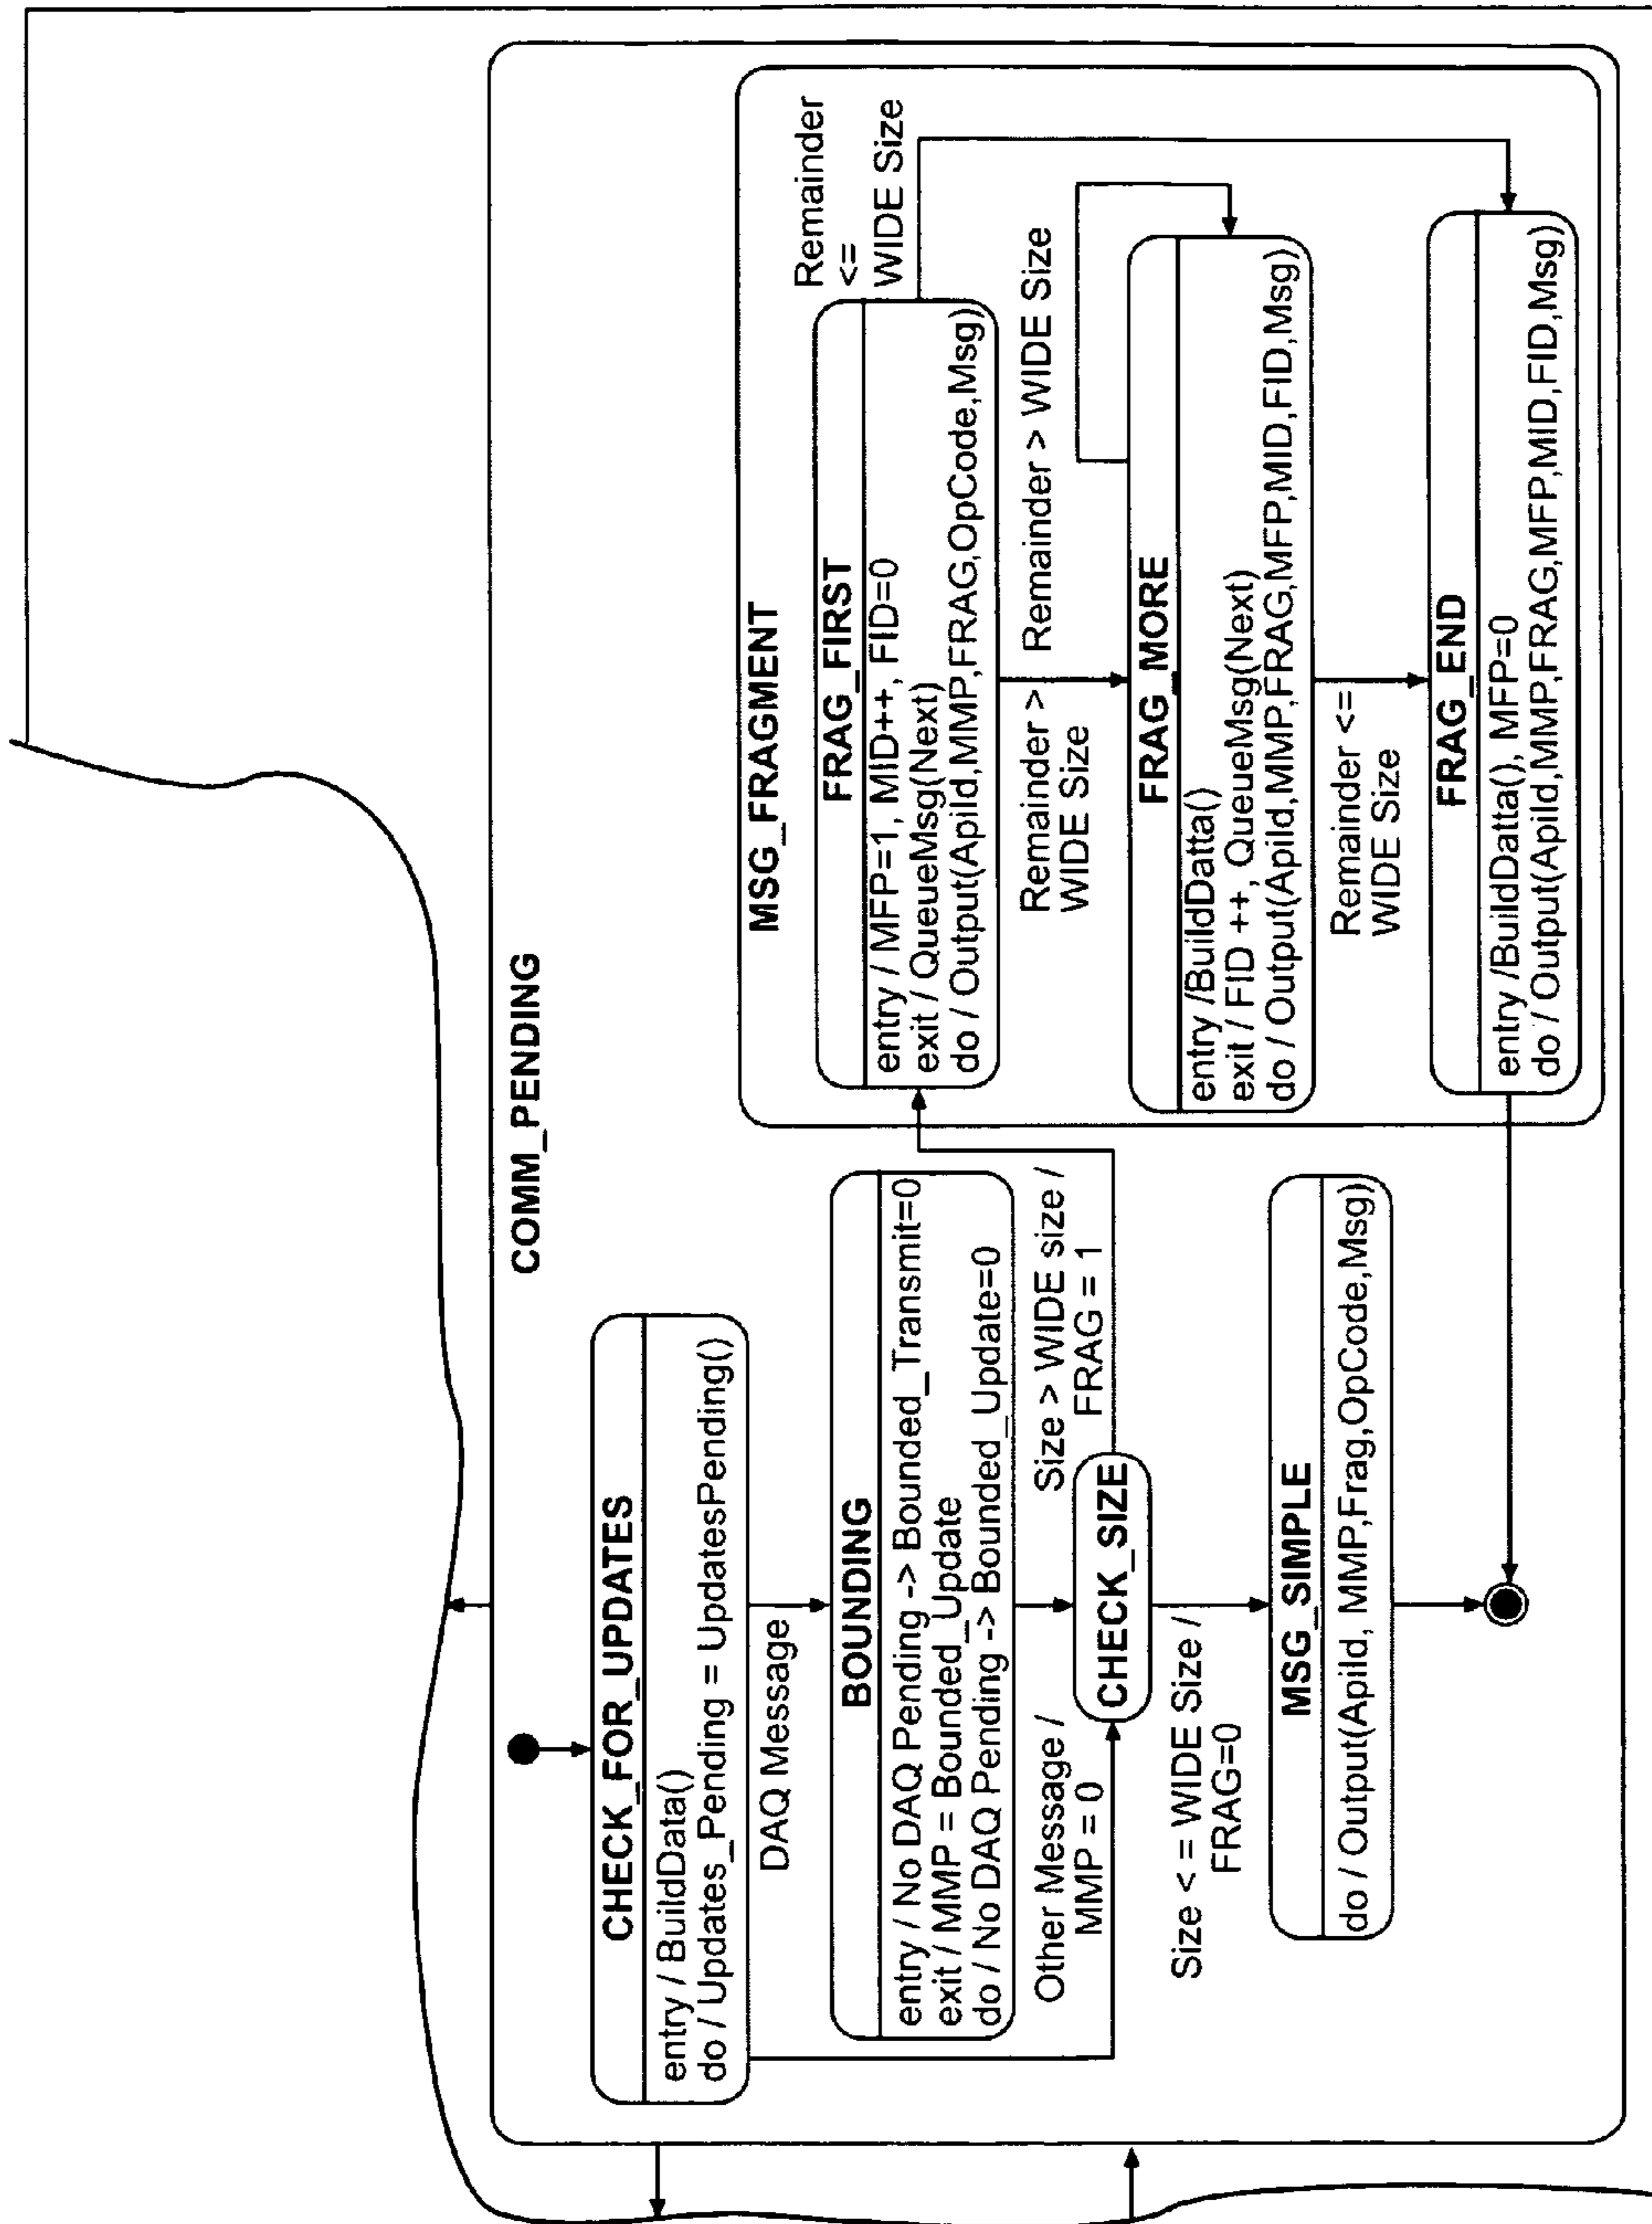 COMM_PENDING
CHECK_FOR_UPDATES
entry / BuildData()
do / Updates_Pending = UpdatesPending()
DAQ Message
BOUNDING
entry / No DAQ Pending -> Bounded_Transmit=0
exit / MMP = Bounded_Update
do / No DAQ Pending -> Bounded_Update=0
Other Message /
MMP = 0
CHECK_SIZE
Size > WIDE size /
FRAG = 1
Size < = WIDE Size /
FRAG=0
MSG_SIMPLE
do / Output(ApiId, MMP,Frag,OpCode,Msg)
MSG_FRAGMENT
FRAG_FIRST
entry / MFP=1, MID++, FID=0
exit / QueueMsg(Next)
do / Output(ApiId,MMP,FRAG,OpCode,Msg)
Remainder
<=
WIDE Size
Remainder >
WIDE Size
Remainder > WIDE Size
FRAG_MORE
entry /BuildDatta()
exit / FID ++, QueueMsg(Next)
do / Output(ApiId,MMP,FRAG,MFP,MID,FID,Msg)
Remainder <=
WIDE Size
FRAG_END
entry /BuildDatta(), MFP=0
do / Output(ApiId,MMP,FRAG,MFP,MID,FID,Msg)